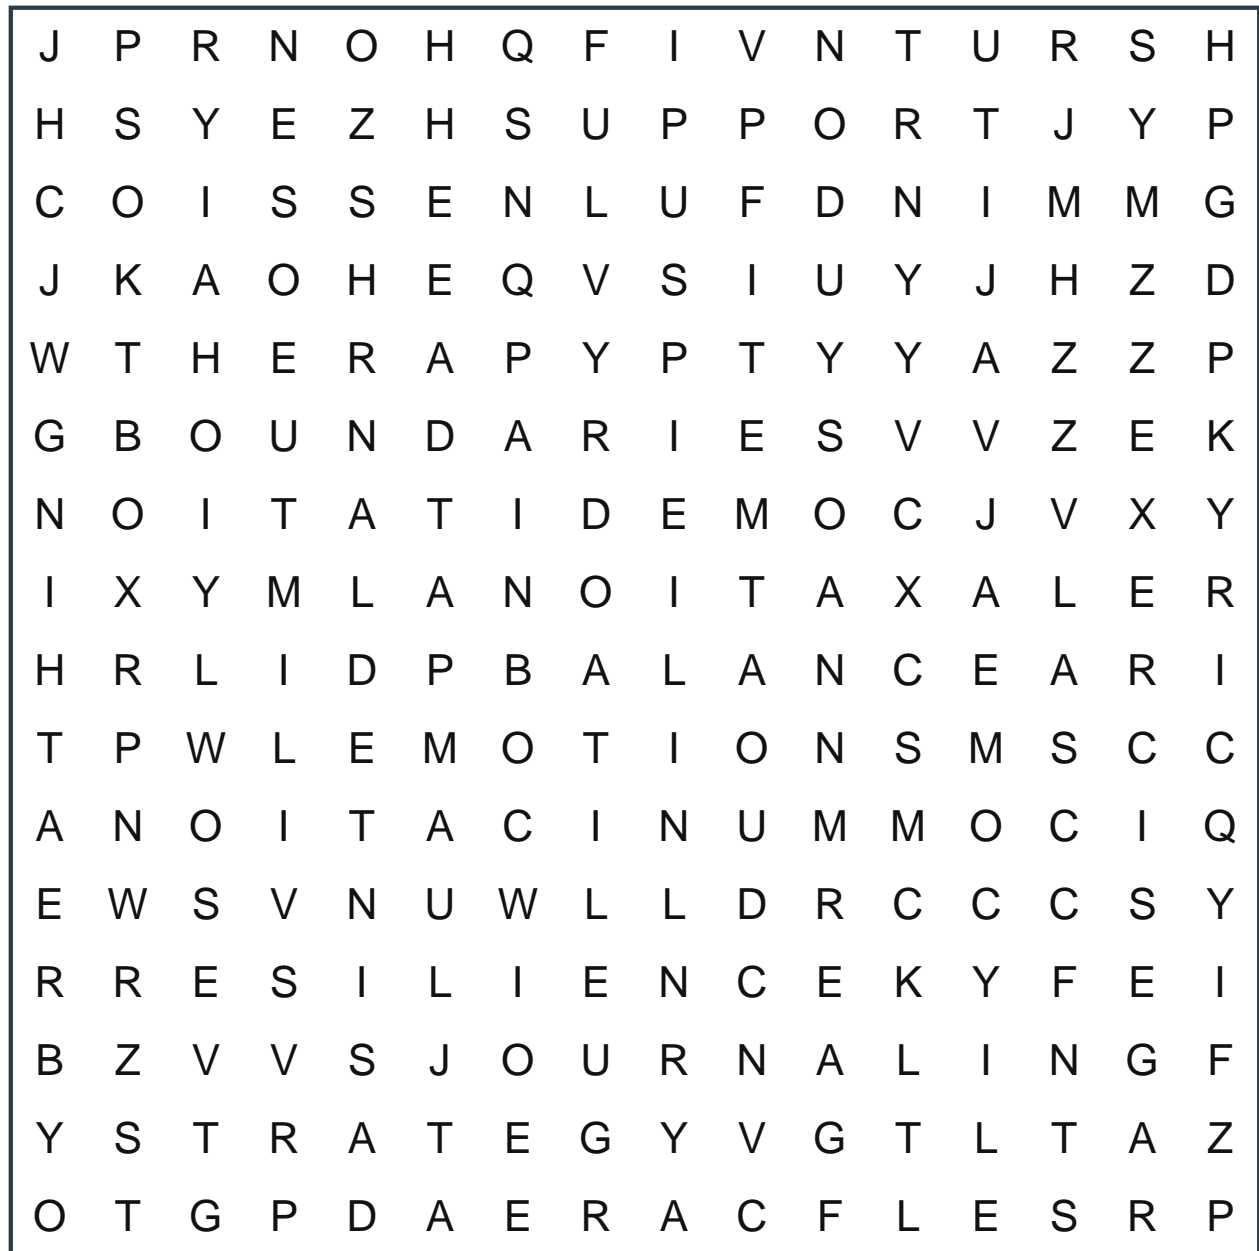 J P R N O H Q F I V N T U R S H
H S Y E Z H S U P P O R T J Y P
C O I S S E N L U F D N I M M G
J K A O H E Q V S I U Y J H Z D
W T H E R A P Y P T Y Y A Z Z P
G B O U N D A R I E S V V Z E K
N O I T A T I D E M O C J V X Y
I X Y M L A N O I T A X A L E R
H R L I D P B A L A N C E A R I
T P W L E M O T I O N S M S C C
A N O I T A C I N U M M O C I Q
E W S V N U W L L D R C C C S Y
R R E S I L I E N C E K Y F E I
B Z V V S J O U R N A L I N G F
Y S T R A T E G Y V G T L T A Z
O T G P D A E R A C F L E S R P